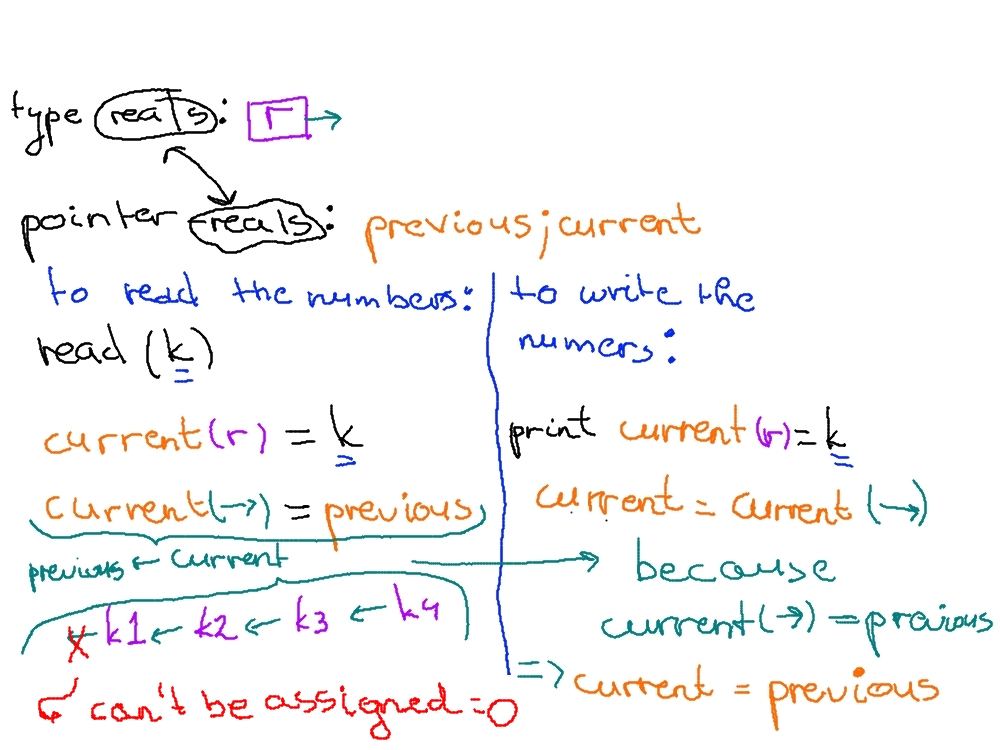 type reals: r →
pointer-reals: previous; current
to read the numbers:
read (k)
current(r) = k
current(→) = previous
previous ← current
← k1 ← k2 ← k3 ← k4
can't be assigned = 0
to write the
numers:
print current(r) = k
current = current (→)
because
current(→) = previous
=> current = previous